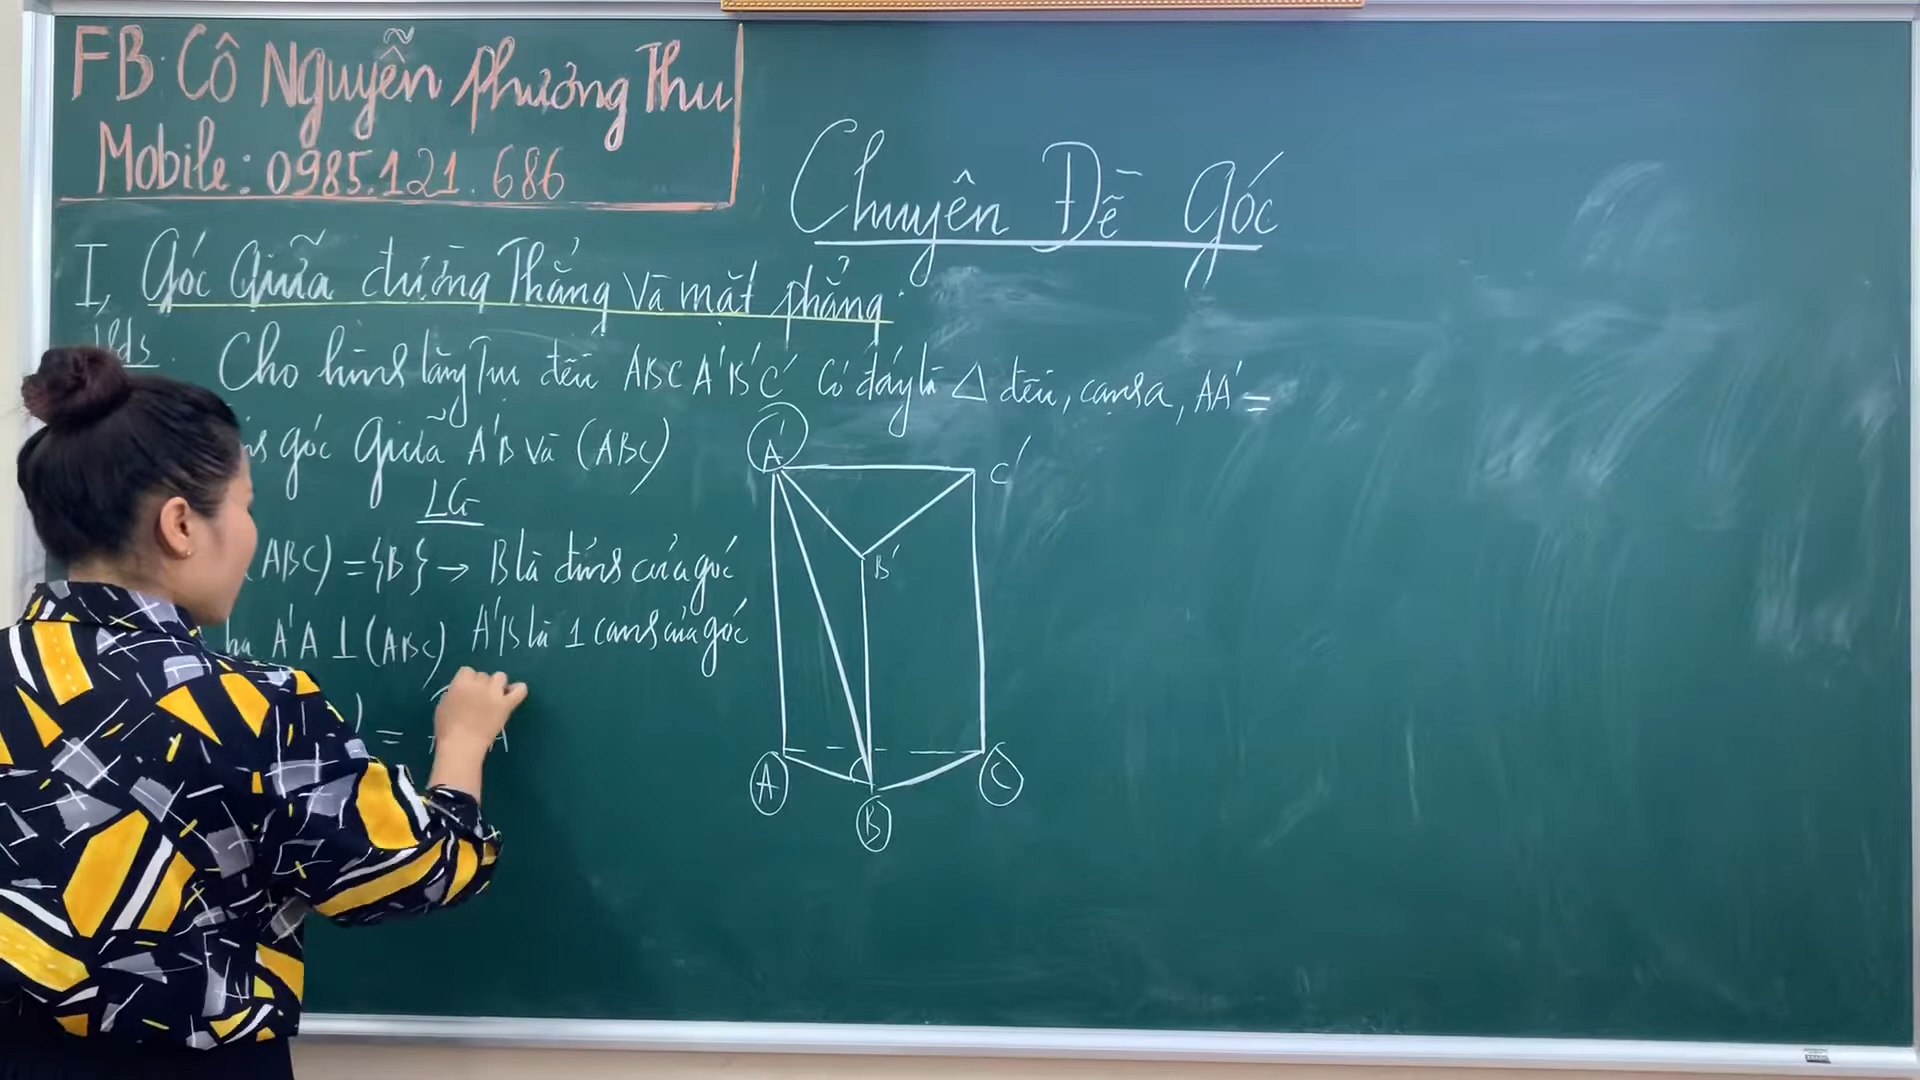 FB: Cô Nguyễn Phương Thu
Mobile: 0985.121.686
Chuyên Đề Góc
I, Góc Giữa đường Thẳng và mặt phẳng
Cho hình lăng Trụ đều ABC A'B'C' có đáy là Δ đều, cạnh a, AA' =
góc Giữa A'B và (ABC)
LG
(ABC) = {B} → B là đỉnh của góc
A'A ⊥ (ABC) A'B là 1 cạnh của góc
) =
A'
C'
B'
A
C
B